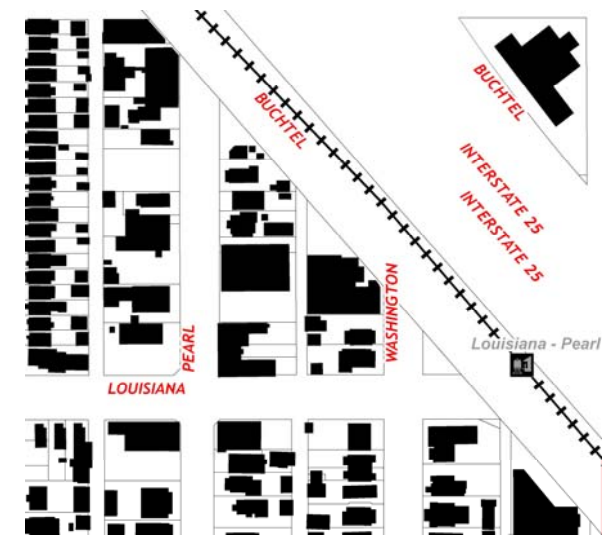 BUCHTEL
BUCHTEL
INTERSTATE 25
INTERSTATE 25
WASHINGTON
PEARL
Louisiana - Pearl
LOUISIANA